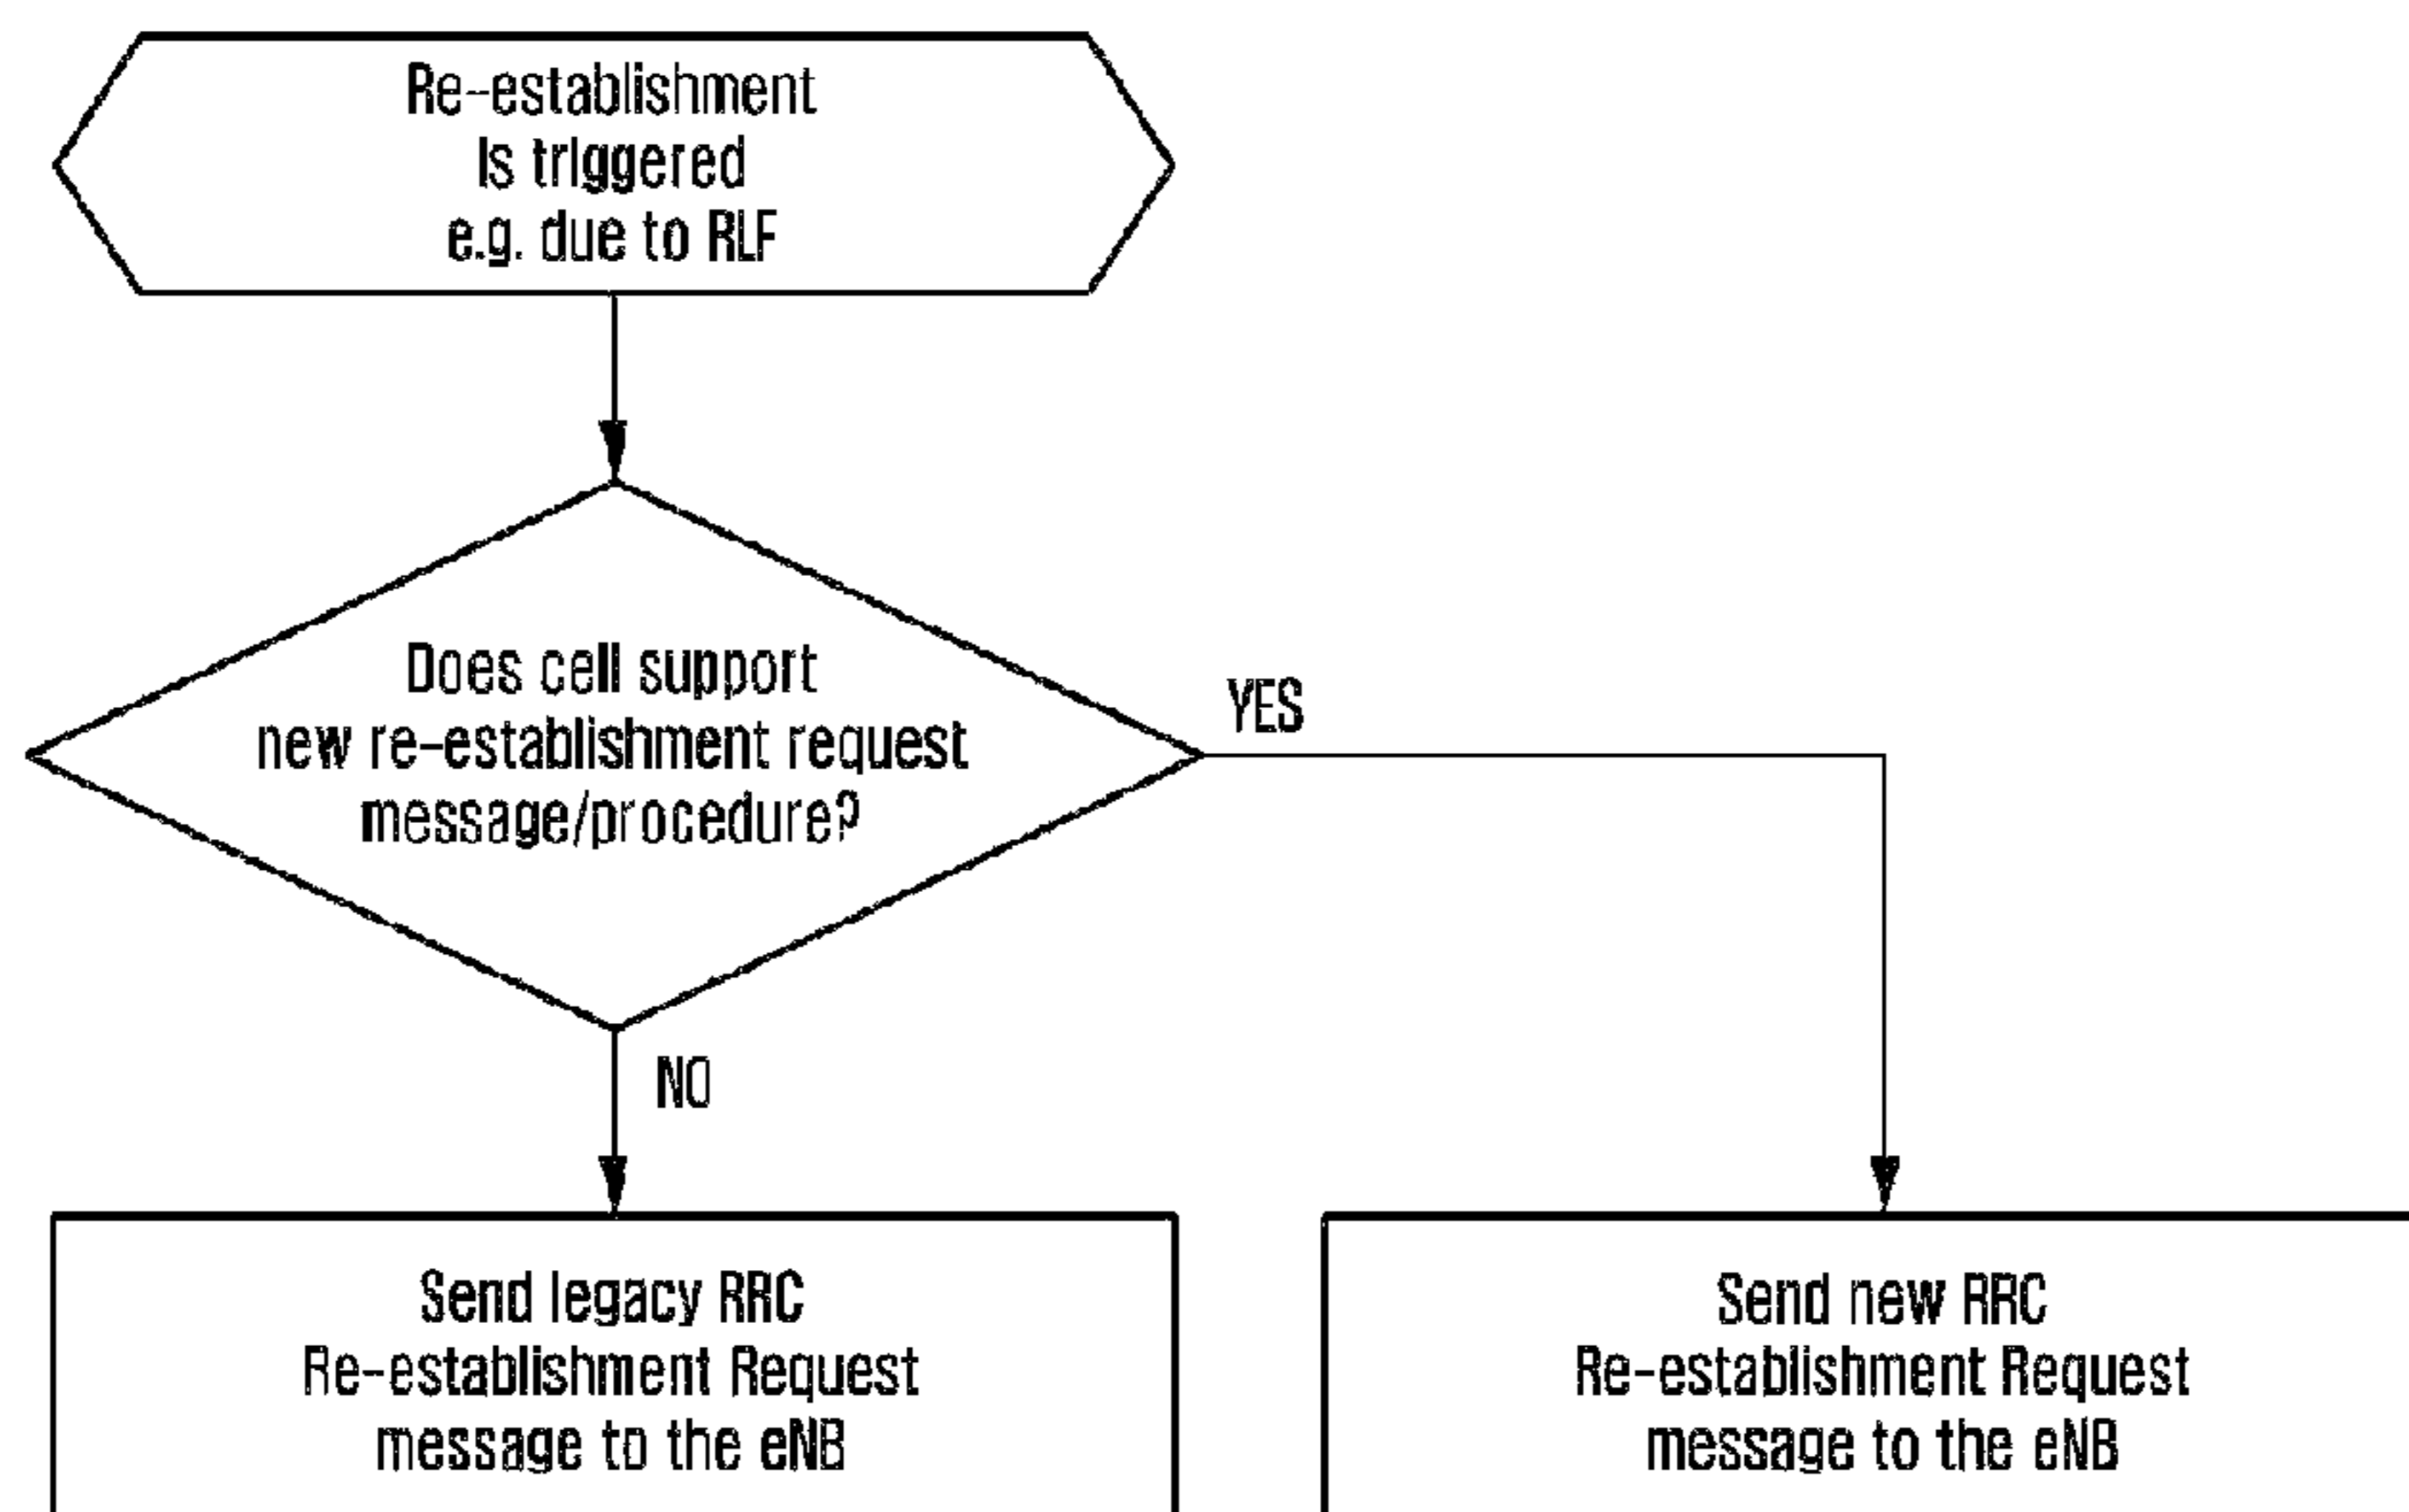 Re-establishment
is triggered
e.g. due to RLF
Does cell support
new re-establishment request
message/procedure?
YES
NO
Send legacy RRC
Re-establishment Request
message to the eNB
Send new RRC
Re-establishment Request
message to the eNB